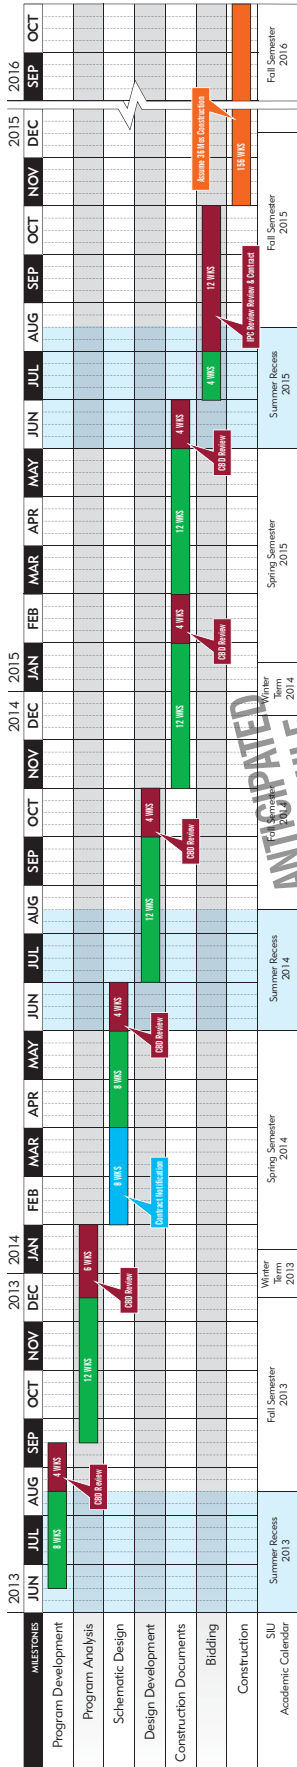 2013
2013
2014
2014
2015
2015
2016
MILESTONES
JUN
JUL
AUG
SEP
OCT
NOV
DEC
JAN
FEB
MAR
APR
MAY
JUN
JUL
AUG
SEP
OCT
NOV
DEC
JAN
FEB
MAR
APR
MAY
JUN
JUL
AUG
SEP
OCT
NOV
DEC
SEP
OCT
Program Development
8 WKS
4 WKS
CBD Review
Program Analysis
12 WKS
6 WKS
CBD Review
Schematic Design
8 WKS
8 WKS
4 WKS
Contract Notification
CBD Review
Design Development
12 WKS
4 WKS
CBD Review
Construction Documents
12 WKS
4 WKS
12 WKS
4 WKS
CBD Review
CBD Review
Bidding
4 WKS
12 WKS
IPC Review Review & Contract
Assume 36 Mos Construction
Construction
156 WKS
SIU
Academic Calendar
Summer Recess
2013
Fall Semester
2013
Winter
Term
2013
Spring Semester
2014
Summer Recess
2014
Fall Semester
2014
Winter
Term
2014
Spring Semester
2015
Summer Recess
2015
Fall Semester
2015
Fall Semester
2016
ANTICIPATED